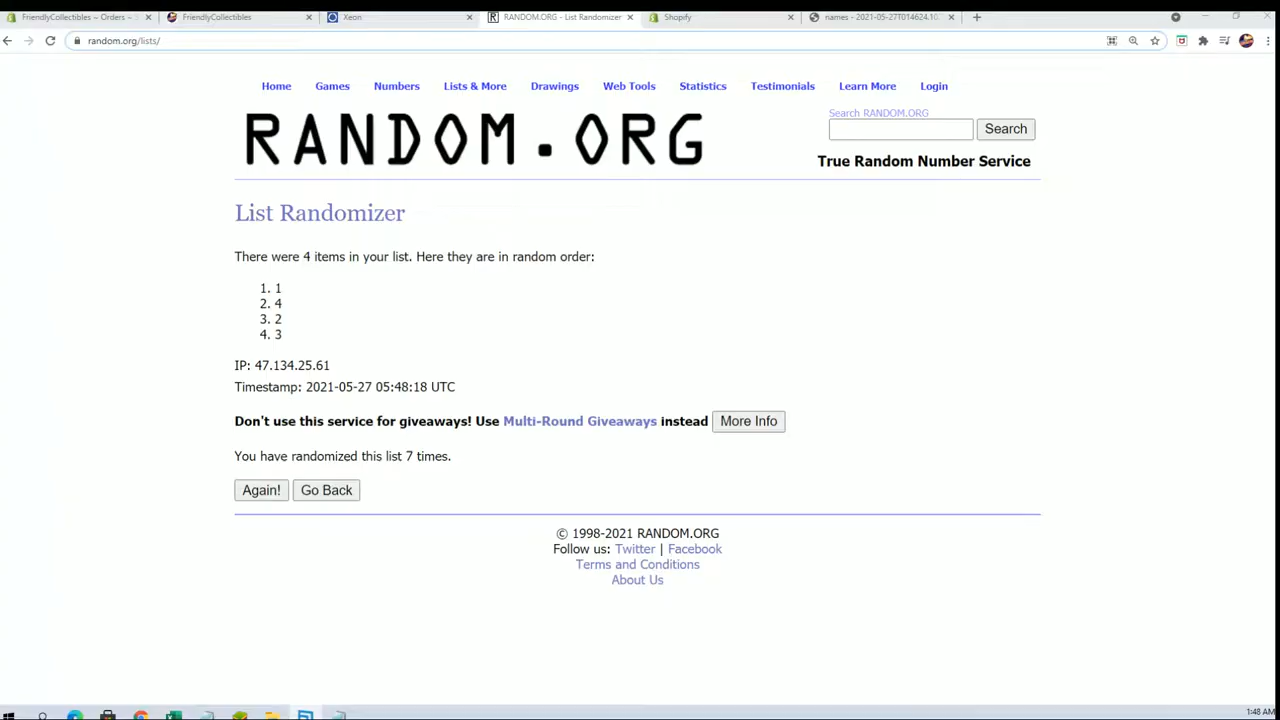 FriendlyCollectibles ~ Orders ~
FriendlyCollectibles
Xeon
RANDOM.ORG - List Randomizer
Shopify
names - 2021-05-27T014624.10
random.org/lists/
Home Games Numbers Lists & More Drawings Web Tools Statistics Testimonials Learn More Login
RANDOM.ORG
Search RANDOM.ORG
Search
True Random Number Service
List Randomizer
There were 4 items in your list. Here they are in random order:
1. 1
2. 4
3. 2
4. 3
IP: 47.134.25.61
Timestamp: 2021-05-27 05:48:18 UTC
Don't use this service for giveaways! Use Multi-Round Giveaways instead More Info
You have randomized this list 7 times.
Again! Go Back
© 1998-2021 RANDOM.ORG
Follow us: Twitter | Facebook
Terms and Conditions
About Us
1:48 AM